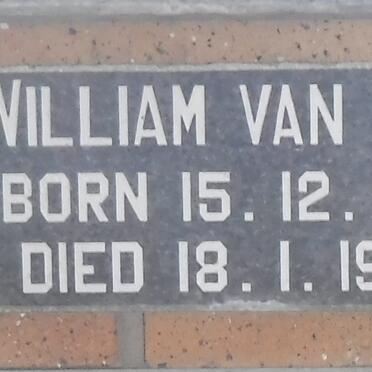 WILLIAM VAN
BORN 15.12.
DIED 18.1.19